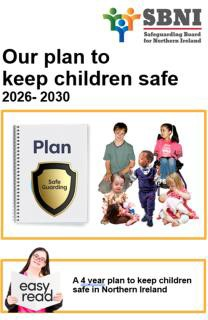 SBNI
Safeguarding Board
for Northern Ireland
Our plan to
keep children safe
2026- 2030
Plan
Safe
Guarding
easy
read
A 4 year plan to keep children
safe in Northern Ireland